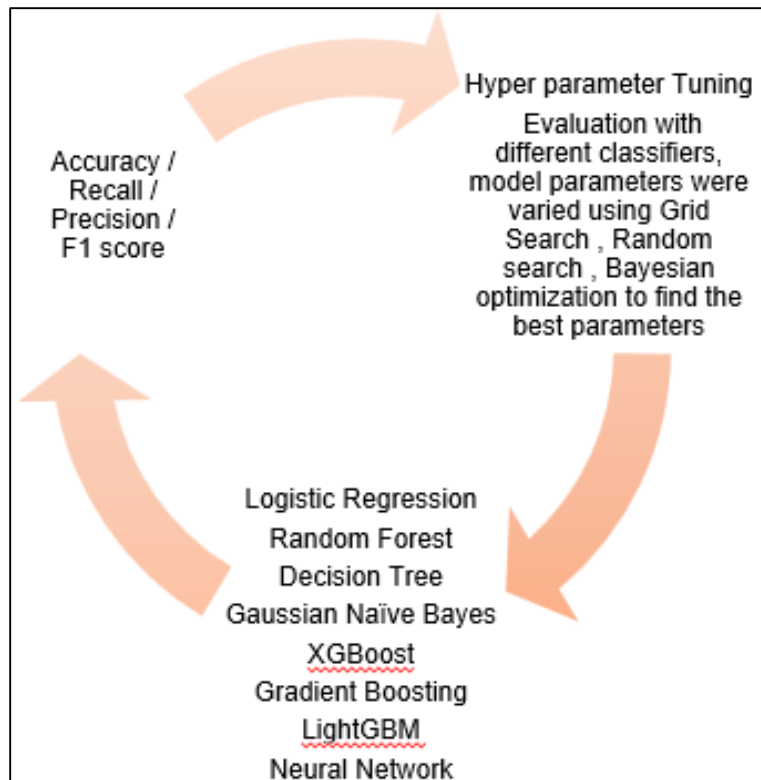 Hyper parameter Tuning
Evaluation with
different classifiers,
model parameters were
varied using Grid
Search , Random
search , Bayesian
optimization to find the
best parameters
Accuracy /
Recall /
Precision /
F1 score
Logistic Regression
Random Forest
Decision Tree
Gaussian Naïve Bayes
XGBoost
Gradient Boosting
LightGBM
Neural Network